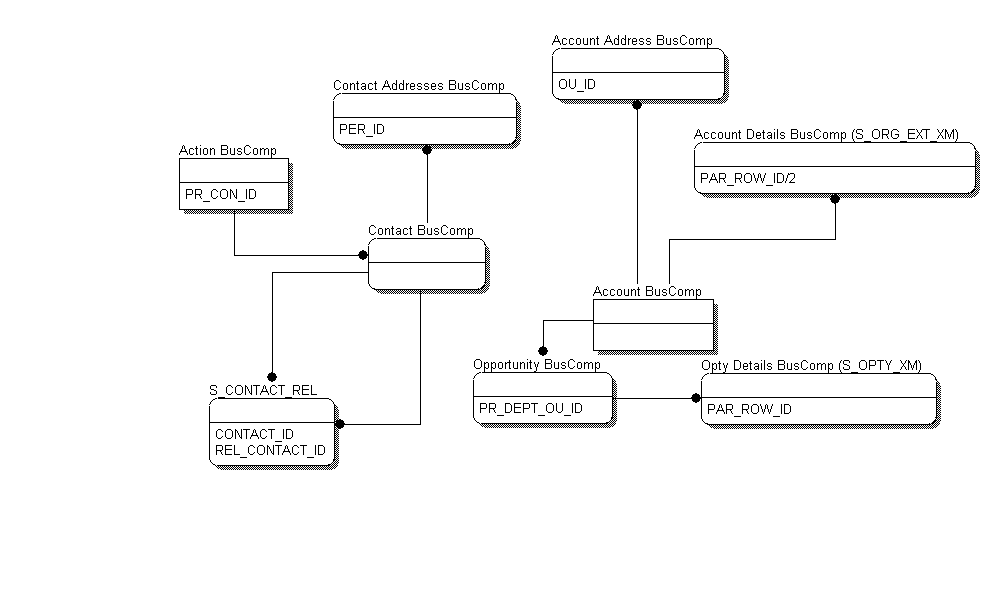 Account Address BusComp
OU_ID
Contact Addresses BusComp
PER_ID
Account Details BusComp (S_ORG_EXT_XM)
PAR_ROW_ID/2
Action BusComp
PR_CON_ID
Contact BusComp
Account BusComp
Opportunity BusComp
PR_DEPT_OU_ID
Opty Details BusComp (S_OPTY_XM)
PAR_ROW_ID
S_CONTACT_REL
CONTACT_ID
REL_CONTACT_ID